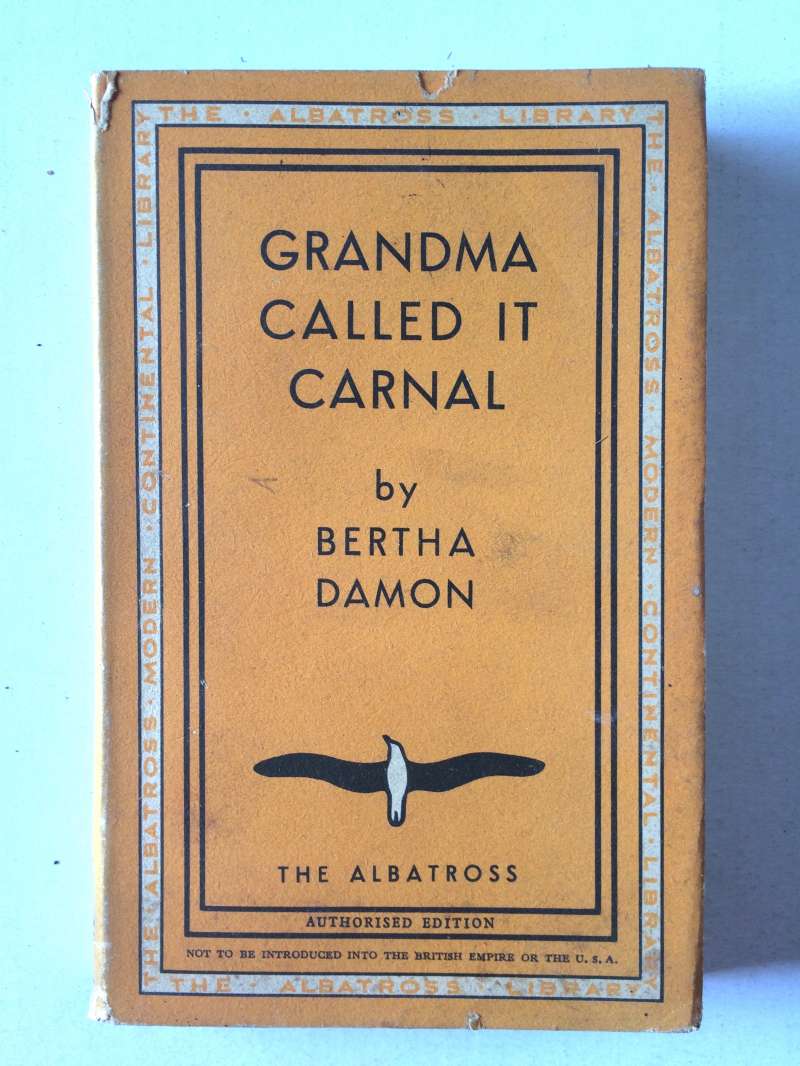 THE · ALBATROSS · LIBRARY
THE · ALBATROSS · MODERN · CONTINENTAL · LIBRARY
THE ALBATROSS · MODERN · CONTINENTAL · LIBRARY
GRANDMA
CALLED IT
CARNAL
by
BERTHA
DAMON
THE ALBATROSS
AUTHORISED EDITION
NOT TO BE INTRODUCED INTO THE BRITISH EMPIRE OR THE U. S. A.
THE · ALBATROSS · LIBRARY